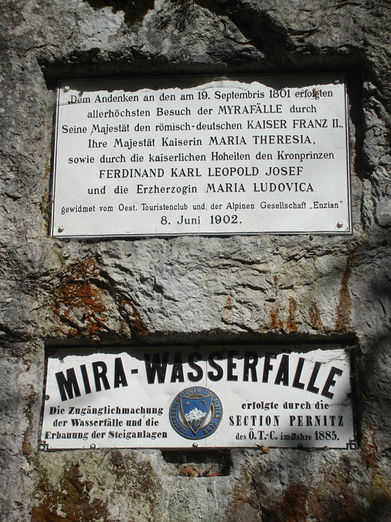 Dem Andenken an den am 19. Septembris 1801 erfolgten
allerhöchsten Besuch der MYRAFÄLLE durch
Seine Majestät den römisch-deutschen KAISER FRANZ II.,
Ihre Majestät Kaiserin MARIA THERESIA,
sowie durch die kaiserlichen Hoheiten den Kronprinzen
FERDINAND KARL LEOPOLD JOSEF
und die Erzherzogin MARIA LUDOVICA
gewidmet vom Oest. Touristenclub und der Alpinen Gesellschaft „Enzian"
8. Juni 1902.
MIRA-WASSERFÄLLE
Die Zugänglichmachung
der Wasserfälle und die
Erbauung der Steiganlagen
erfolgte durch die
SECTION PERNITZ
des Ö.T.-C. im Jahre 1885.